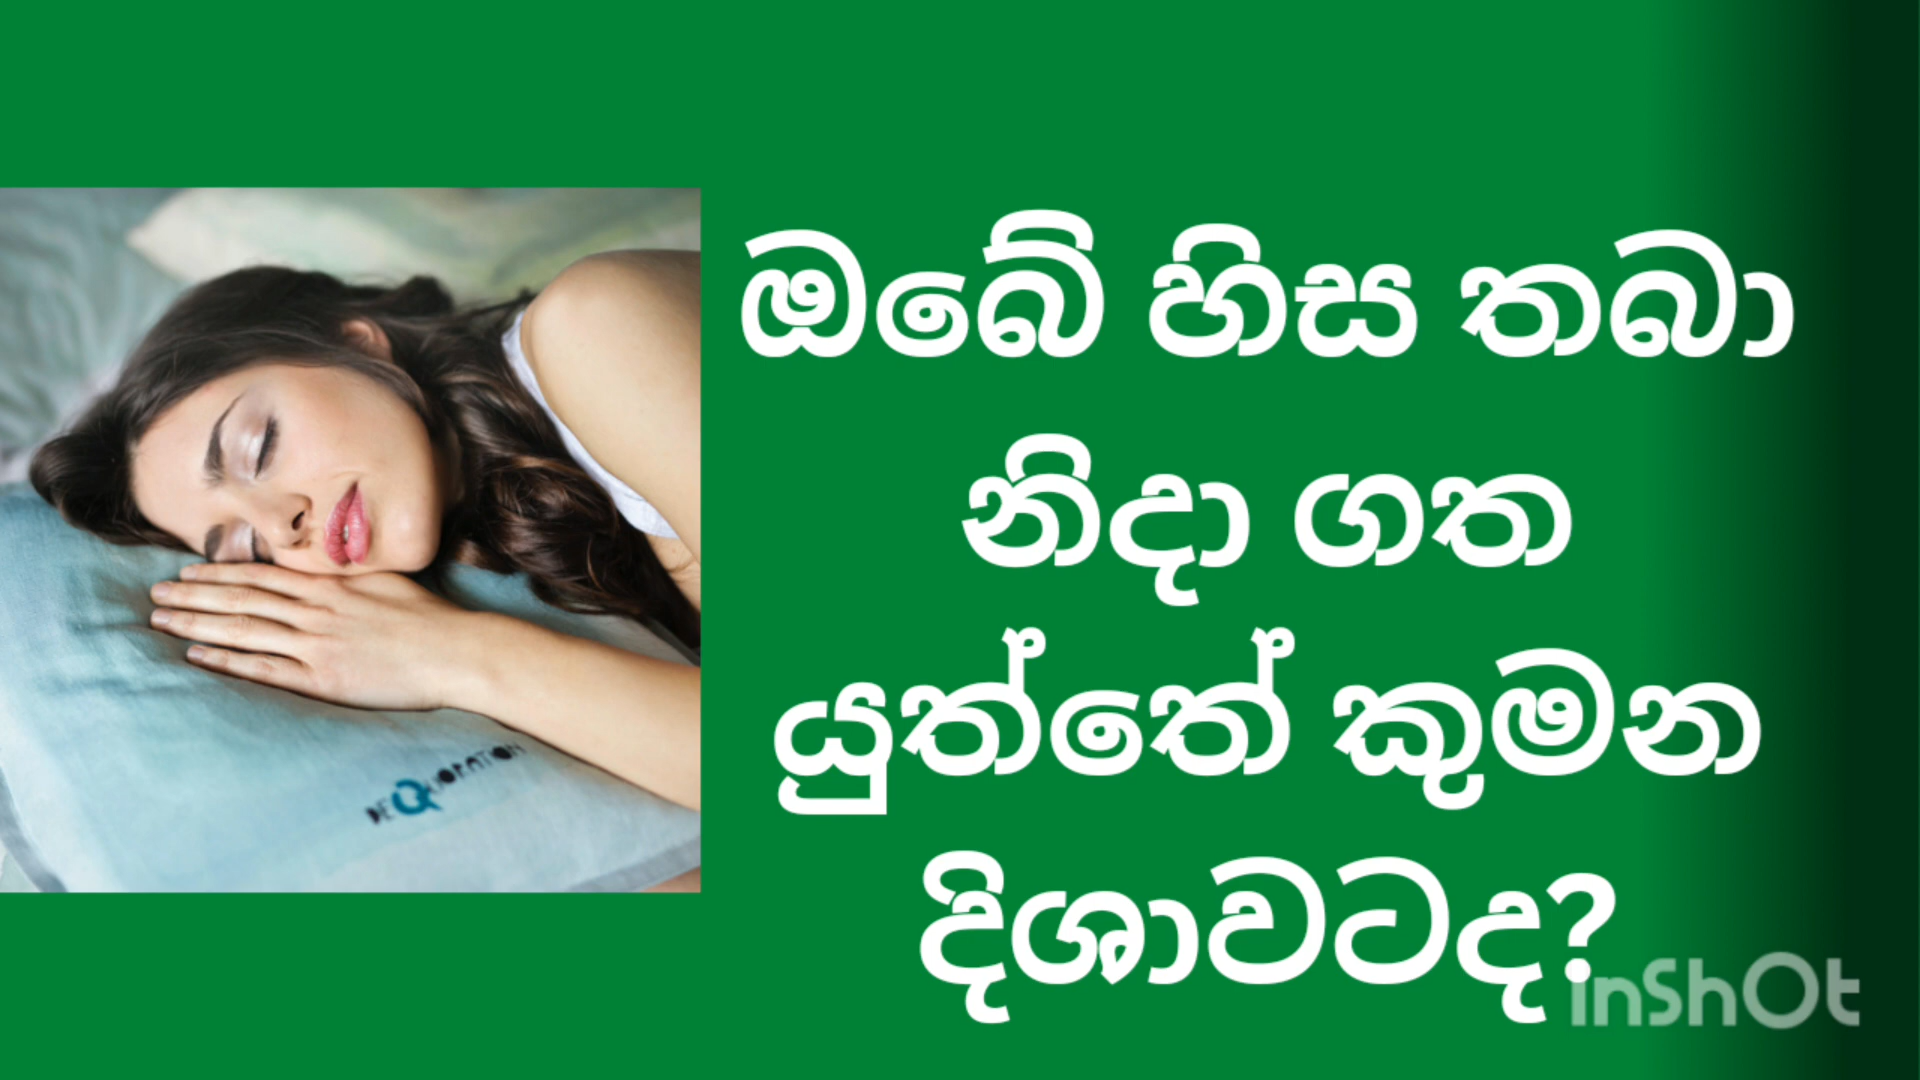 ඔබේ හිස තබා
නිදා ගත
යුත්තේ කුමන
දිශාවටද?
InShOt